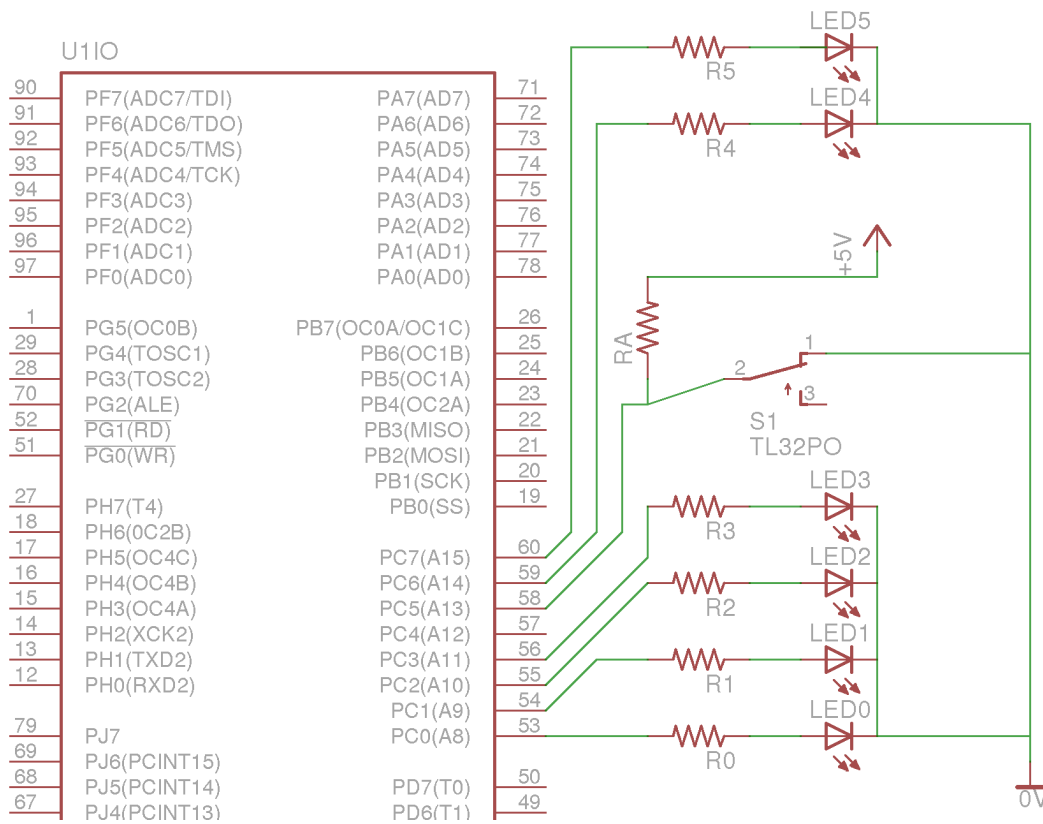 U1IO
90 PF7(ADC7/TDI)
91 PF6(ADC6/TDO)
92 PF5(ADC5/TMS)
93 PF4(ADC4/TCK)
94 PF3(ADC3)
95 PF2(ADC2)
96 PF1(ADC1)
97 PF0(ADC0)
1 PG5(OC0B)
29 PG4(TOSC1)
28 PG3(TOSC2)
70 PG2(ALE)
52 PG1(RD)
51 PG0(WR)
27 PH7(T4)
18 PH6(0C2B)
17 PH5(OC4C)
16 PH4(OC4B)
15 PH3(OC4A)
14 PH2(XCK2)
13 PH1(TXD2)
12 PH0(RXD2)
79 PJ7
69 PJ6(PCINT15)
68 PJ5(PCINT14)
67 PJ4(PCINT13)
PA7(AD7) 71
PA6(AD6) 72
PA5(AD5) 73
PA4(AD4) 74
PA3(AD3) 75
PA2(AD2) 76
PA1(AD1) 77
PA0(AD0) 78
PB7(OC0A/OC1C) 26
PB6(OC1B) 25
PB5(OC1A) 24
PB4(OC2A) 23
PB3(MISO) 22
PB2(MOSI) 21
PB1(SCK) 20
PB0(SS) 19
PC7(A15) 60
PC6(A14) 59
PC5(A13) 58
PC4(A12) 57
PC3(A11) 56
PC2(A10) 55
PC1(A9) 54
PC0(A8) 53
PD7(T0) 50
PD6(T1) 49
LED5
R5
LED4
R4
+5V
RA
1
2
3
S1
TL32PO
LED3
R3
LED2
R2
LED1
R1
LED0
R0
0V